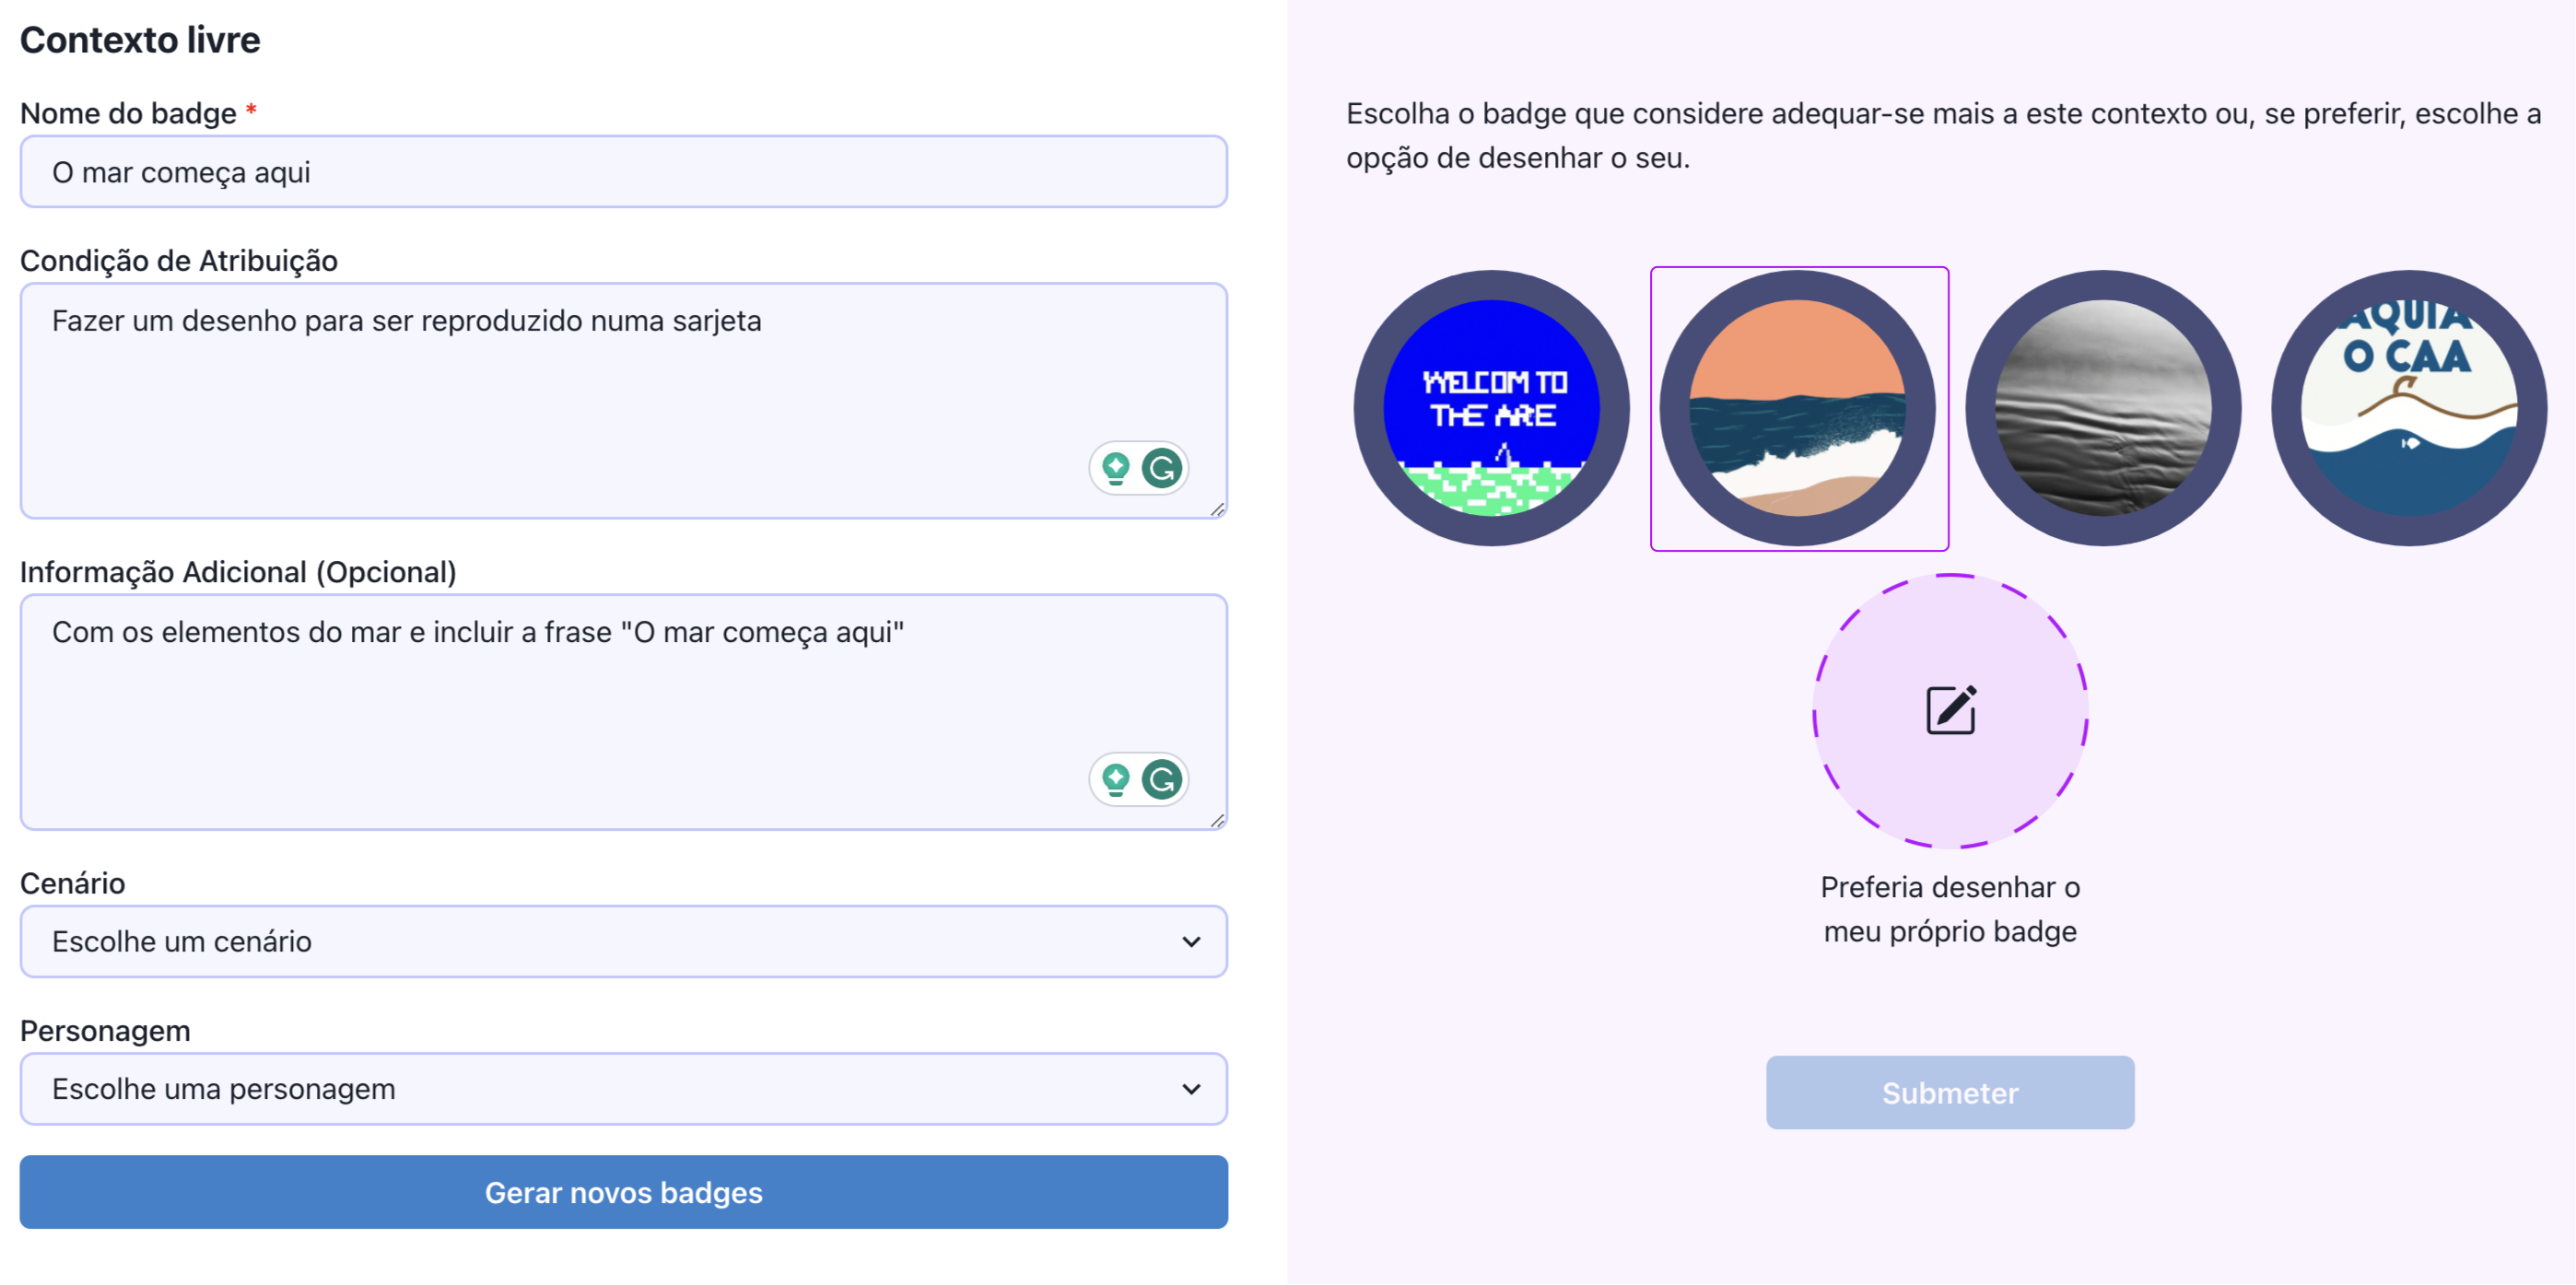 Contexto livre
Nome do badge *
O mar começa aqui
Condição de Atribuição
Fazer um desenho para ser reproduzido numa sarjeta
Informação Adicional (Opcional)
Com os elementos do mar e incluir a frase "O mar começa aqui"
Cenário
Escolhe um cenário
Personagem
Escolhe uma personagem
Gerar novos badges
Escolha o badge que considere adequar-se mais a este contexto ou, se preferir, escolhe a
opção de desenhar o seu.
WELCOM TO
THE ARE
AQUIA
O CAA
Preferia desenhar o
meu próprio badge
Submeter